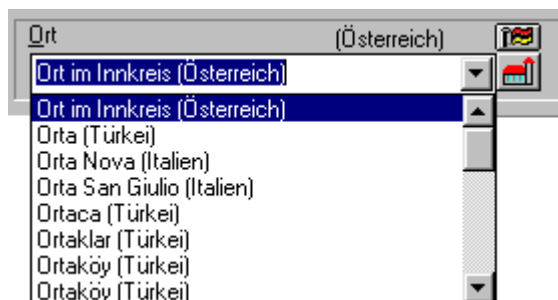 Ort (Österreich)
Ort im Innkreis (Österreich)
Ort im Innkreis (Österreich)
Orta (Türkei)
Orta Nova (Italien)
Orta San Giulio (Italien)
Ortaca (Türkei)
Ortaklar (Türkei)
Ortaköy (Türkei)
Ortaköy (Türkei)